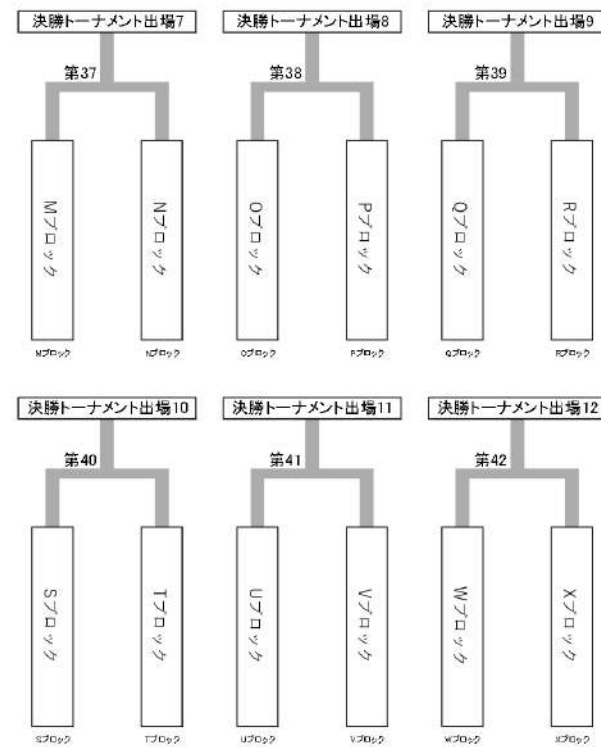 決勝トーナメント出場7
決勝トーナメント出場8
決勝トーナメント出場9
第37
第38
第39
Mブロック
Nブロック
Oブロック
Pブロック
Qブロック
Rブロック
Mブロック
Nブロック
Oブロック
Pブロック
Qブロック
Rブロック
決勝トーナメント出場10
決勝トーナメント出場11
決勝トーナメント出場12
第40
第41
第42
Sブロック
Tブロック
Uブロック
Vブロック
Wブロック
Xブロック
Sブロック
Tブロック
Uブロック
Vブロック
Wブロック
Xブロック